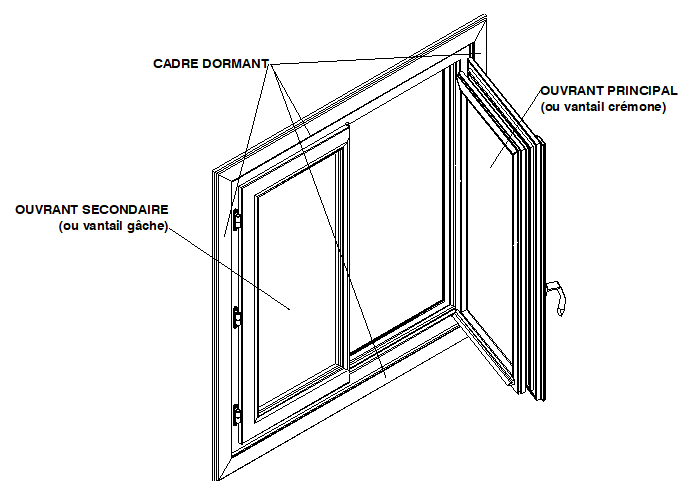 CADRE DORMANT
OUVRANT PRINCIPAL
(ou vantail crémone)
OUVRANT SECONDAIRE
(ou vantail gâche)